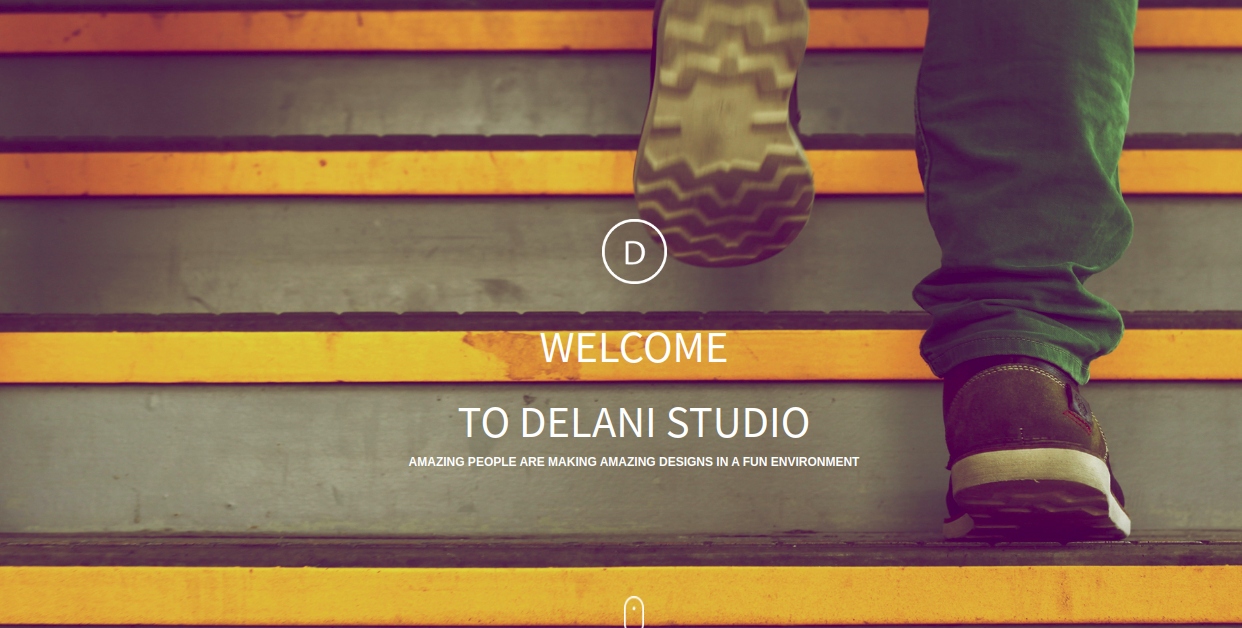 D
WELCOME
TO DELANI STUDIO
AMAZING PEOPLE ARE MAKING AMAZING DESIGNS IN A FUN ENVIRONMENT